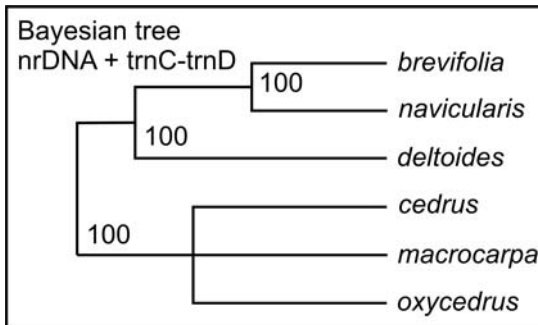 Bayesian tree
nrDNA + trnC-trnD
brevifolia
100
navicularis
100
deltoides
cedrus
100
macrocarpa
oxycedrus